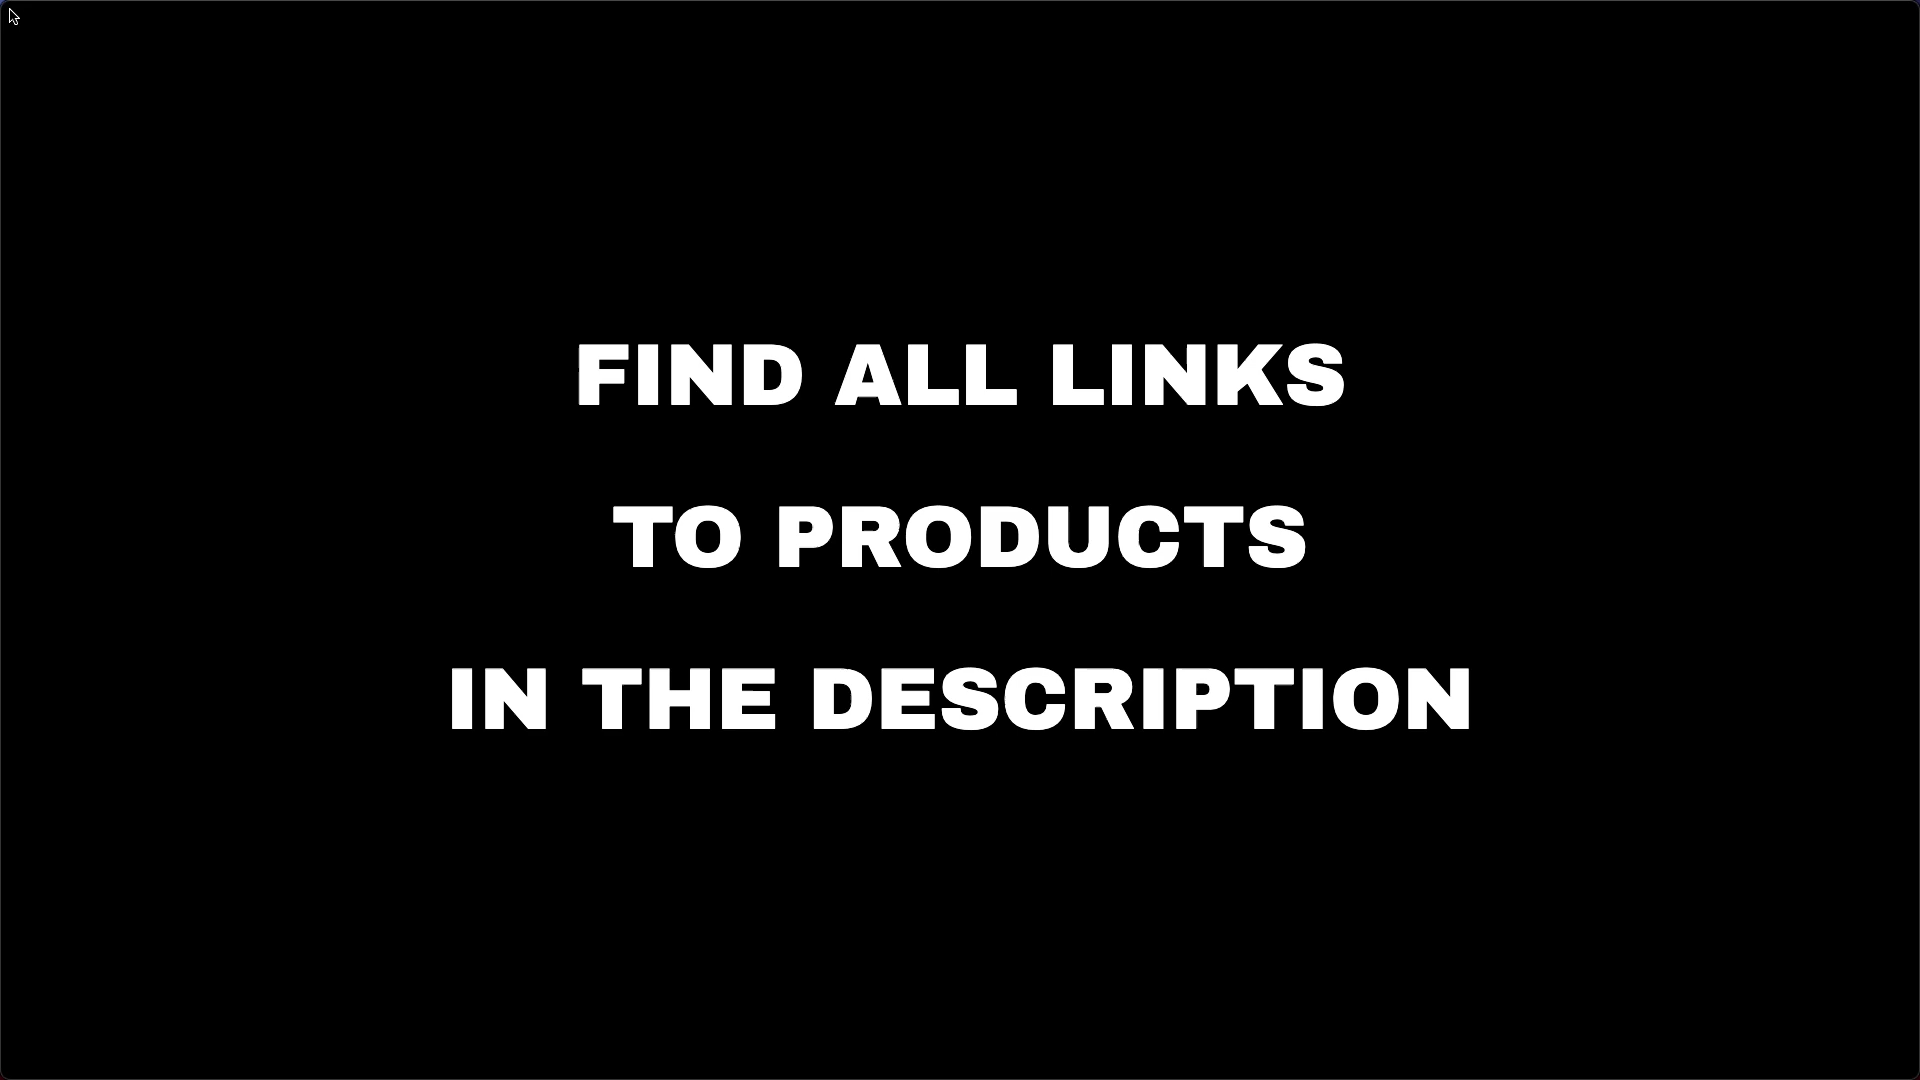 FIND ALL LINKS
TO PRODUCTS
IN THE DESCRIPTION